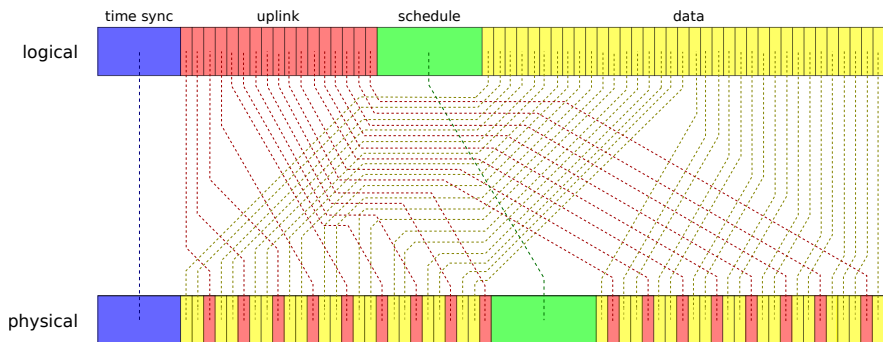 time sync uplink schedule data
logical
physical